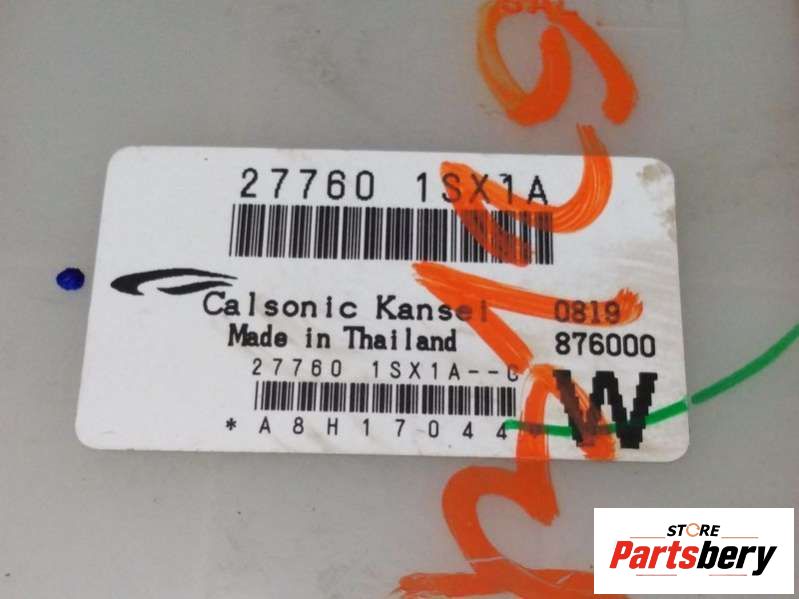 27760 1SX1A
Calsonic Kansei 0819
Made in Thailand 876000
27760 1SX1A--C
W
*A8H17044
STORE
Partsbery